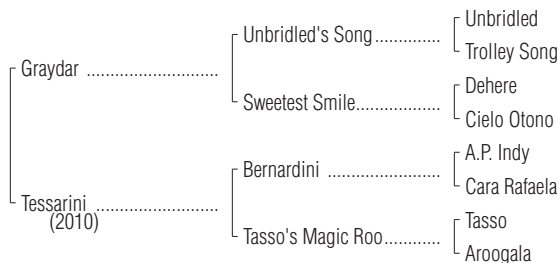 Unbridled
Unbridled's Song
Trolley Song
Graydar
Dehere
Sweetest Smile
Cielo Otono
A.P. Indy
Bernardini
Cara Rafaela
Tessarini
(2010)
Tasso
Tasso's Magic Roo
Aroogala